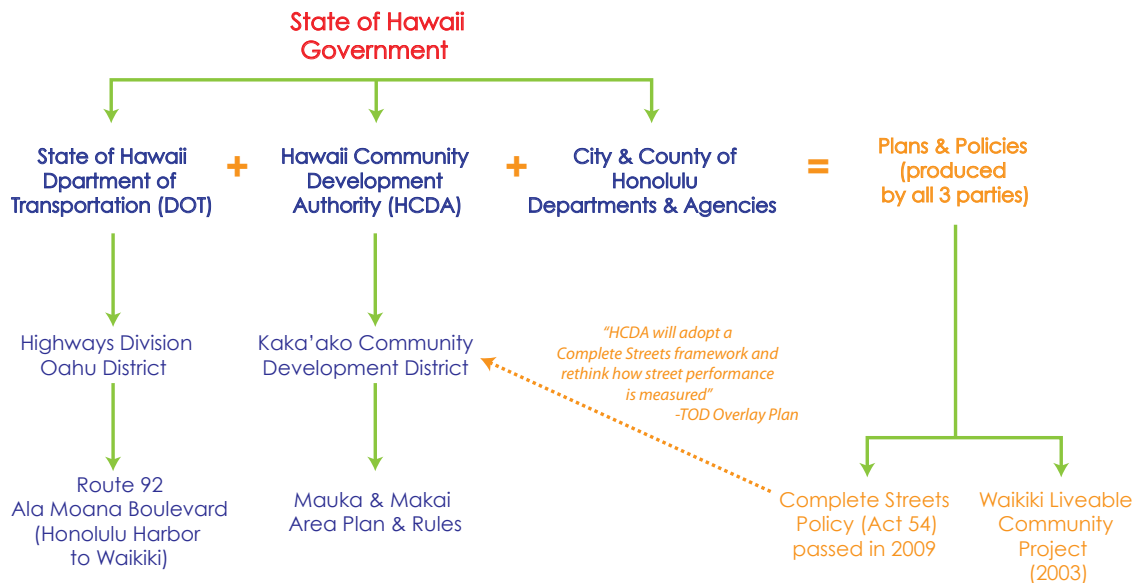 State of Hawaii
Government
State of Hawaii
Dpartment of
Transportation (DOT)
+
Hawaii Community
Development
Authority (HCDA)
+
City & County of
Honolulu
Departments & Agencies
=
Plans & Policies
(produced
by all 3 parties)
Highways Division
Oahu District
Kaka’ako Community
Development District
“HCDA will adopt a
Complete Streets framework and
rethink how street performance
is measured”
-TOD Overlay Plan
Route 92
Ala Moana Boulevard
(Honolulu Harbor
to Waikiki)
Mauka & Makai
Area Plan & Rules
Complete Streets
Policy (Act 54)
passed in 2009
Waikiki Liveable
Community
Project
(2003)